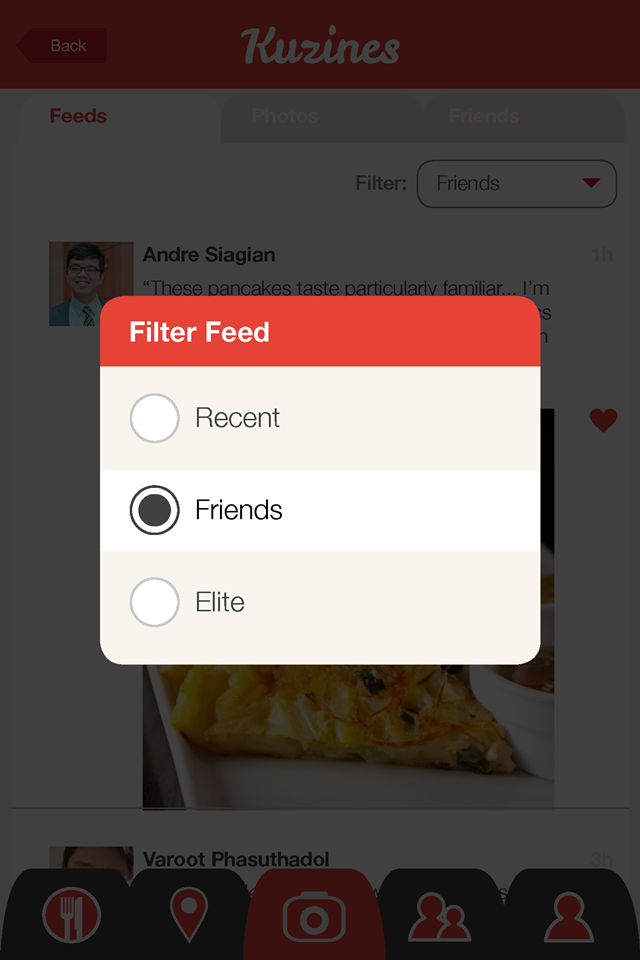 Back
Kuzines
Feeds
Photos
Friends
Filter:
Friends
Andre Siagian
1h
“These pancakes taste particularly familiar... I’m
Filter Feed
Recent
Friends
Elite
Varoot Phasuthadol
3h